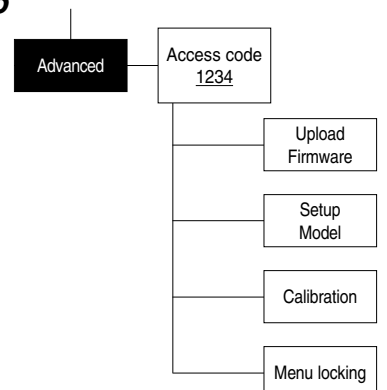 Advanced
Access code
1234
Upload
Firmware
Setup
Model
Calibration
Menu locking